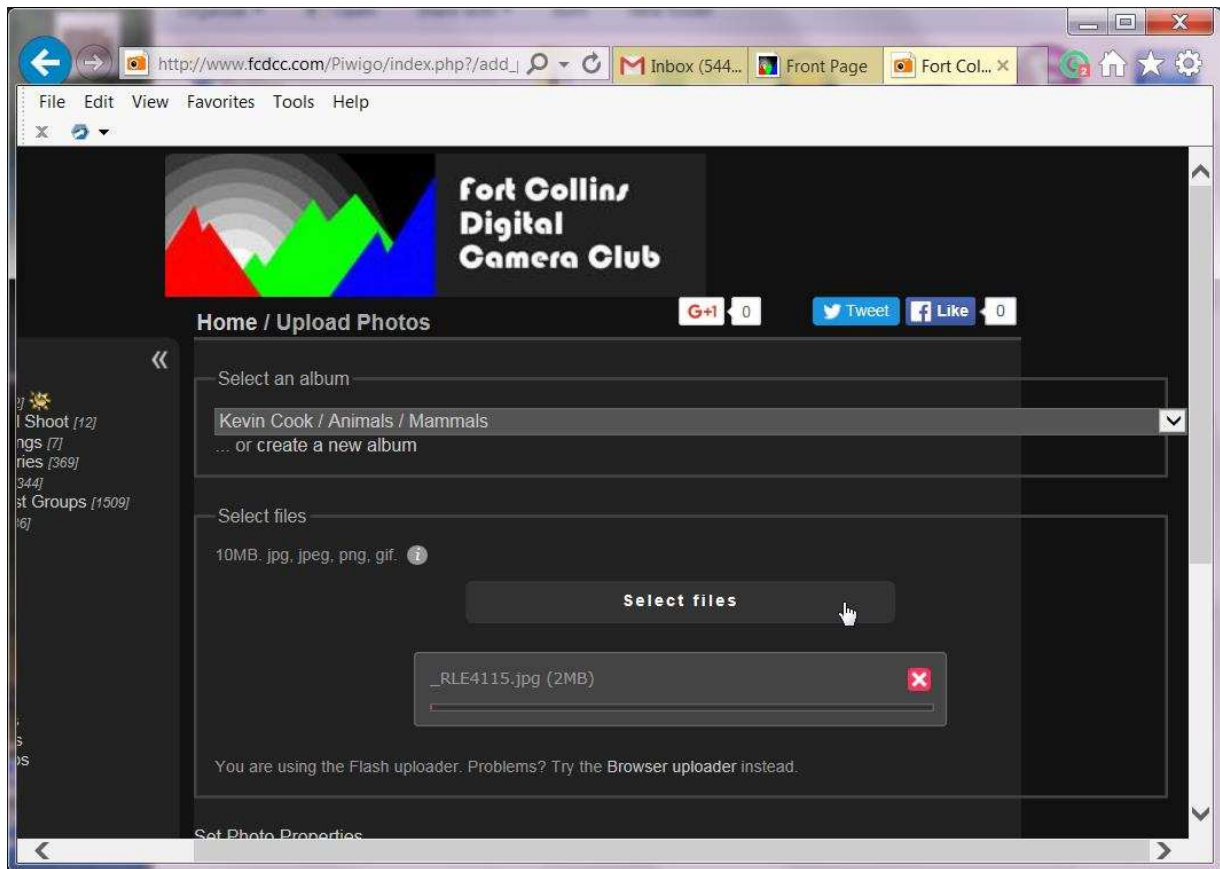 http://www.fcdcc.com/Piwigo/index.php?/add_
Inbox (544...
Front Page
Fort Col...
File Edit View Favorites Tools Help
Fort Collins
Digital
Camera Club
Home / Upload Photos
G+1 0
Tweet
Like 0
Select an album
Kevin Cook / Animals / Mammals
... or create a new album
Shoot [12]
[7]
[369]
344]
Groups [1509]
Select files
10MB. jpg, jpeg, png, gif.
Select files
_RLE4115.jpg (2MB)
You are using the Flash uploader. Problems? Try the Browser uploader instead.
Set Photo Properties